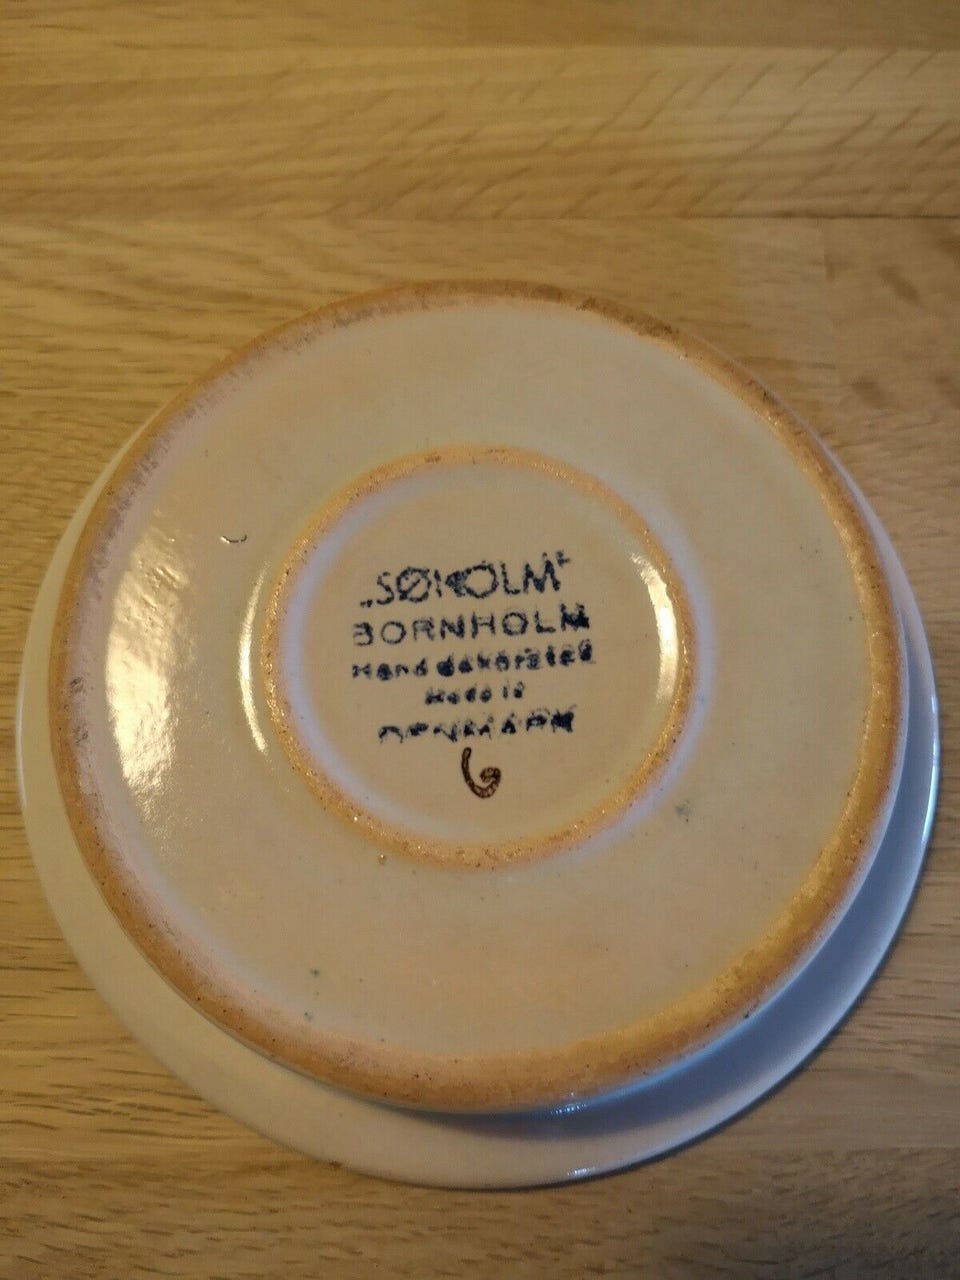 „SØHOLM“
BORNHOLM
Hand dekorated
Made in
DENMARK